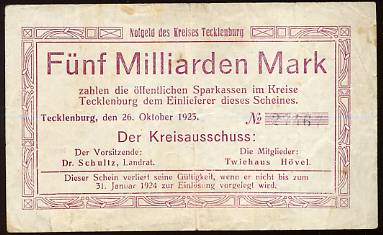 Notgeld des Kreises Tecklenburg
Fünf Milliarden Mark
zahlen die öffentlichen Sparkassen im Kreise
Tecklenburg dem Einlieferer dieses Scheines.
Tecklenburg, den 26. Oktober 1923. №
Der Kreisausschuss:
Der Vorsitzende: Die Mitglieder:
Dr. Schultz, Landrat. Twiehaus Hövel.
Dieser Schein verliert seine Gültigkeit, wenn er nicht bis zum
31. Januar 1924 zur Einlösung vorgelegt wird.